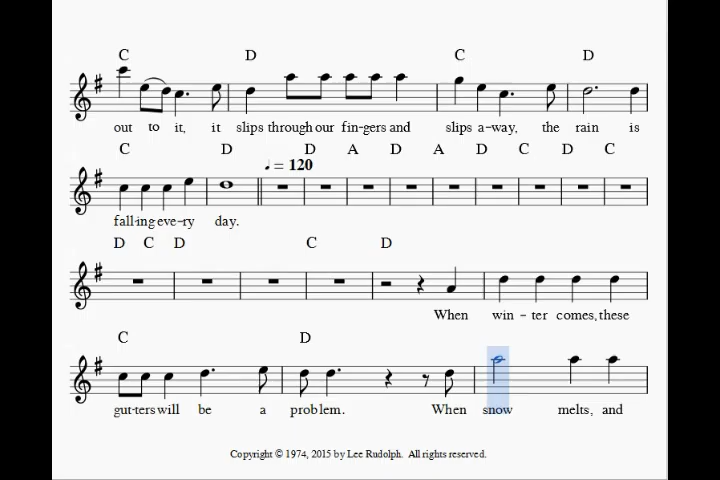 C D C D
out to it, it slips through our fin-gers and slips a-way, the rain is
C D ♩. = 120 D A D A D C D C
fall-ing eve-ry day.
D C D C D
When win - ter comes, these
C D
gut-ters will be a problem. When snow melts, and
Copyright © 1974, 2015 by Lee Rudolph. All rights reserved.